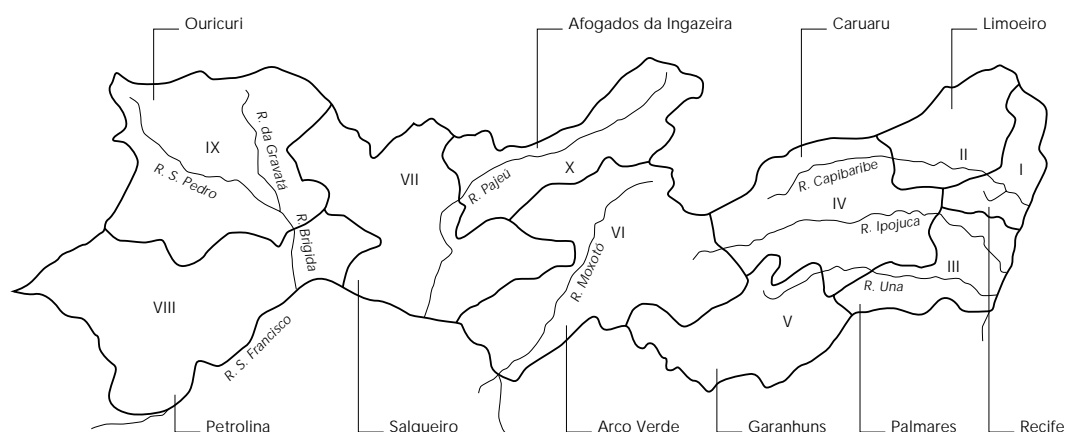 Ouricuri
Afogados da Ingazeira
Caruaru
Limoeiro
IX
R. da Gravatá
R. S. Pedro
R. Brigida
VII
R. Pajeú
X
VI
R. Moxotó
R. Capibaribe
II
I
IV
R. Ipojuca
III
R. Una
V
VIII
R. S. Francisco
Petrolina
Salgueiro
Arco Verde
Garanhuns
Palmares
Recife